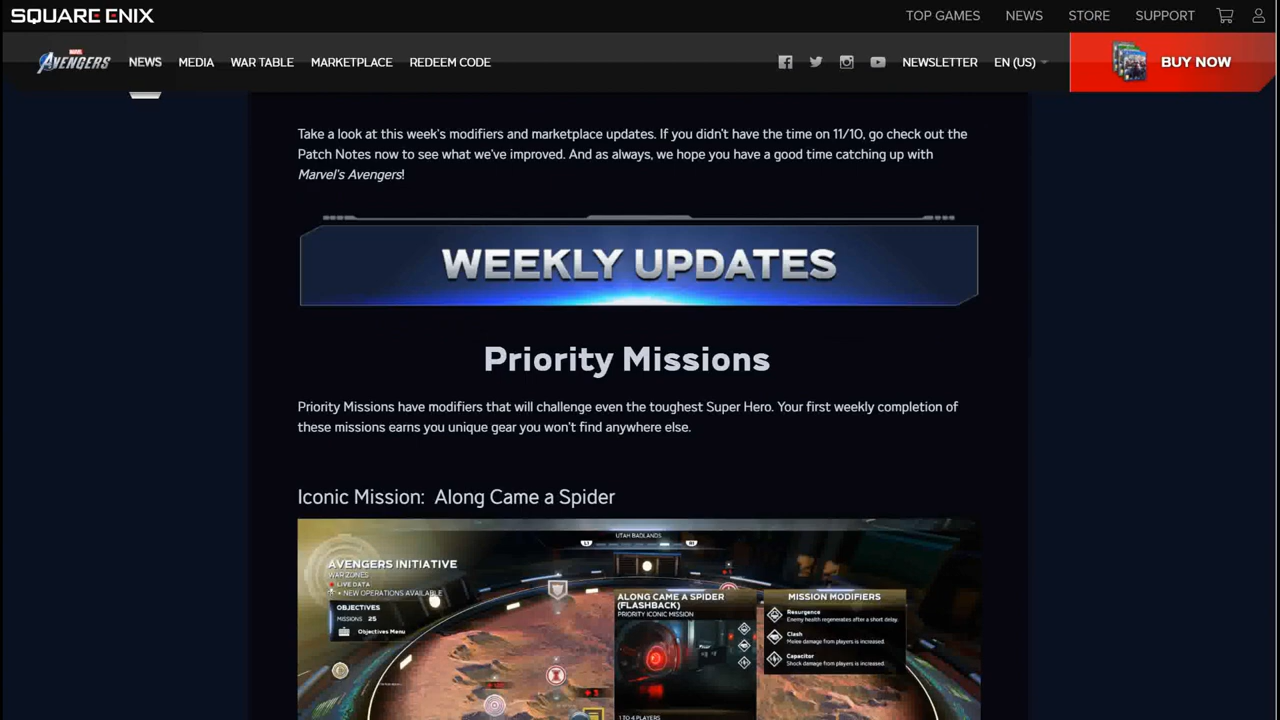 SQUARE ENIX
TOP GAMES NEWS STORE SUPPORT
MARVEL
AVENGERS
NEWS MEDIA WAR TABLE MARKETPLACE REDEEM CODE NEWSLETTER EN (US) BUY NOW
Take a look at this week's modifiers and marketplace updates. If you didn't have the time on 11/10, go check out the
Patch Notes now to see what we've improved. And as always, we hope you have a good time catching up with
Marvel's Avengers!
WEEKLY UPDATES
Priority Missions
Priority Missions have modifiers that will challenge even the toughest Super Hero. Your first weekly completion of
these missions earns you unique gear you won't find anywhere else.
Iconic Mission: Along Came a Spider
UTAH BADLANDS
L1 R1
AVENGERS INITIATIVE
WAR ZONES
LIVE DATA
• NEW OPERATIONS AVAILABLE
OBJECTIVES
MISSIONS 25
Objectives Menu
ALONG CAME A SPIDER
(FLASHBACK)
PRIORITY ICONIC MISSION
1 TO 4 PLAYERS
MISSION MODIFIERS
Resurgence
Enemy health regenerates after a short delay.
Clash
Melee damage from players is increased.
Capacitor
Shock damage from players is increased.